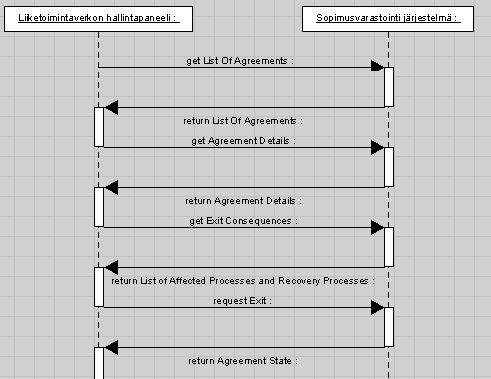 Liiketoimintaverkon hallintapaneeli :
Sopimusvarastointi järjestelmä :
get List Of Agreements :
return List Of Agreements :
get Agreement Details :
return Agreement Details :
get Exit Consequences :
return List of Affected Processes and Recovery Processes :
request Exit :
return Agreement State :